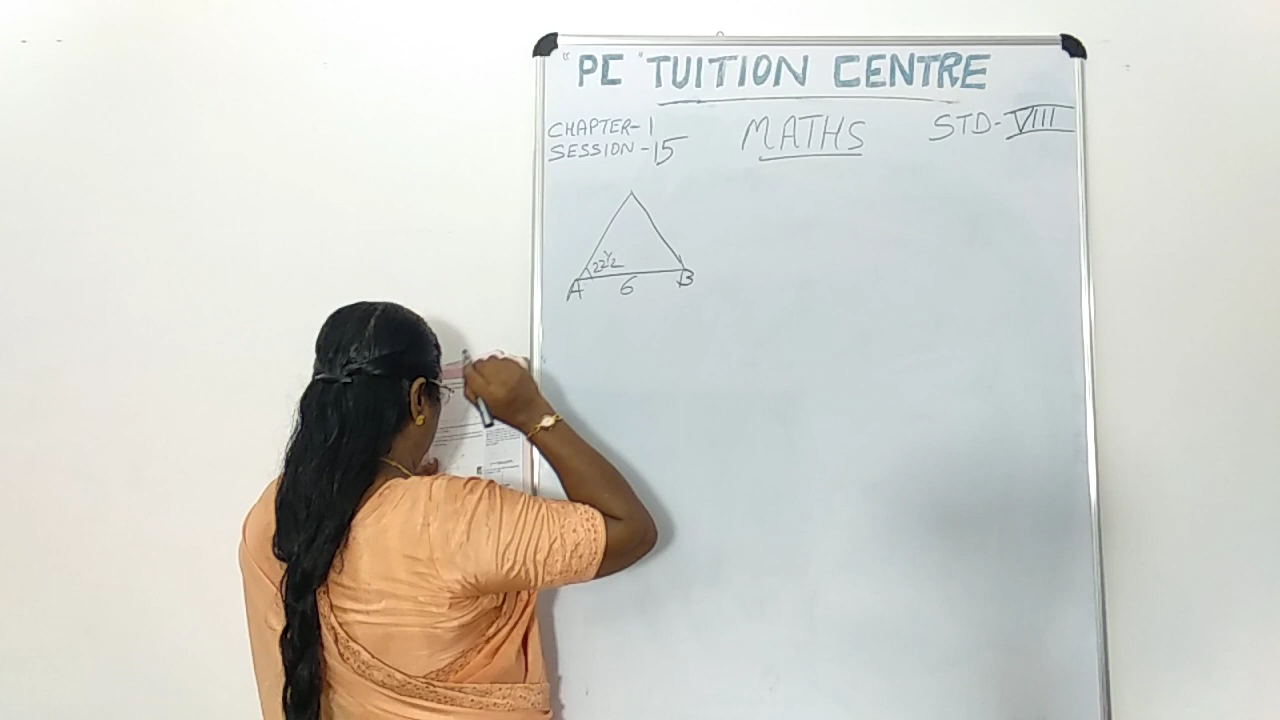 "PC" TUITION CENTRE
CHAPTER-1
SESSION-15
MATHS
STD-VIII
22½
A 6 B